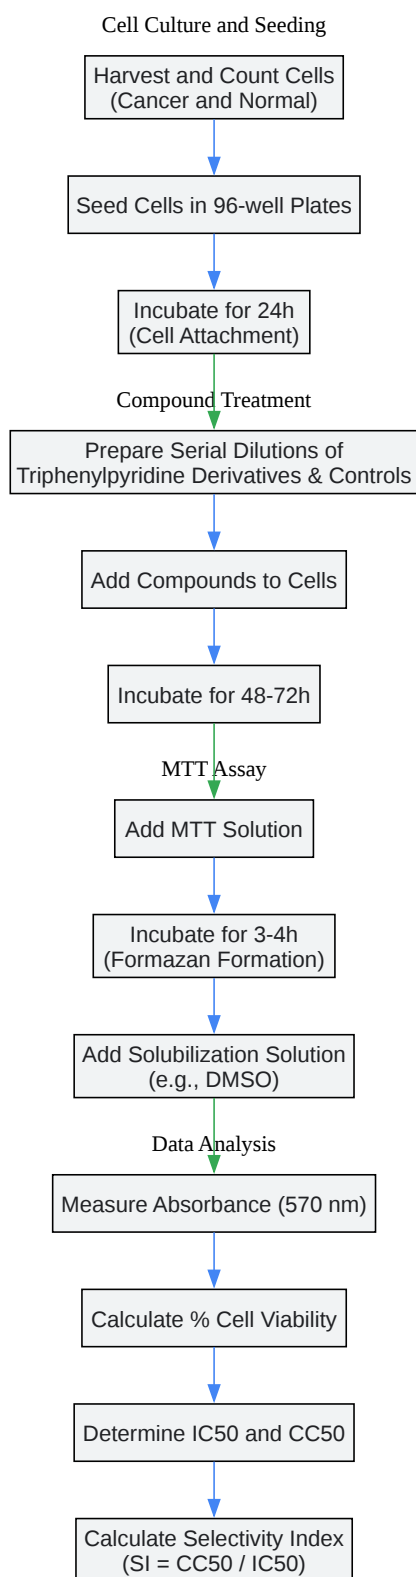 Cell Culture and Seeding
Harvest and Count Cells
(Cancer and Normal)
Seed Cells in 96-well Plates
Incubate for 24h
(Cell Attachment)
Compound Treatment
Prepare Serial Dilutions of
Triphenylpyridine Derivatives & Controls
Add Compounds to Cells
Incubate for 48-72h
MTT Assay
Add MTT Solution
Incubate for 3-4h
(Formazan Formation)
Add Solubilization Solution
(e.g., DMSO)
Data Analysis
Measure Absorbance (570 nm)
Calculate % Cell Viability
Determine IC50 and CC50
Calculate Selectivity Index
(SI = CC50 / IC50)